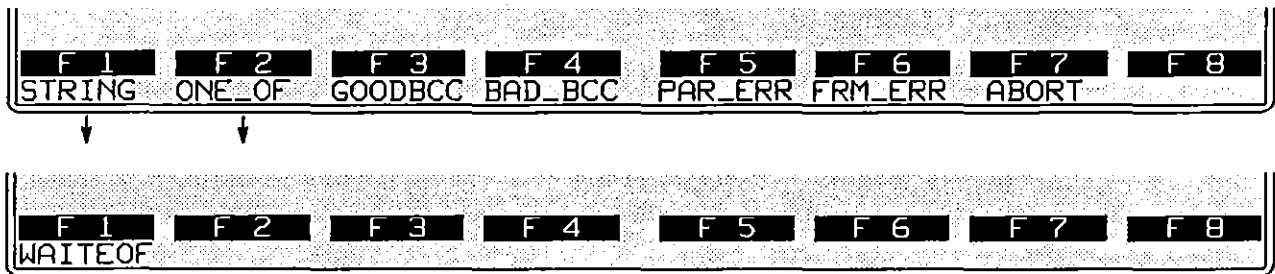 F 1 F 2 F 3 F 4 F 5 F 6 F 7 F 8
STRING ONE_OF GOODBCC BAD_BCC PAR_ERR FRM_ERR ABORT
F 1 F 2 F 3 F 4 F 5 F 6 F 7 F 8
WAITEOF